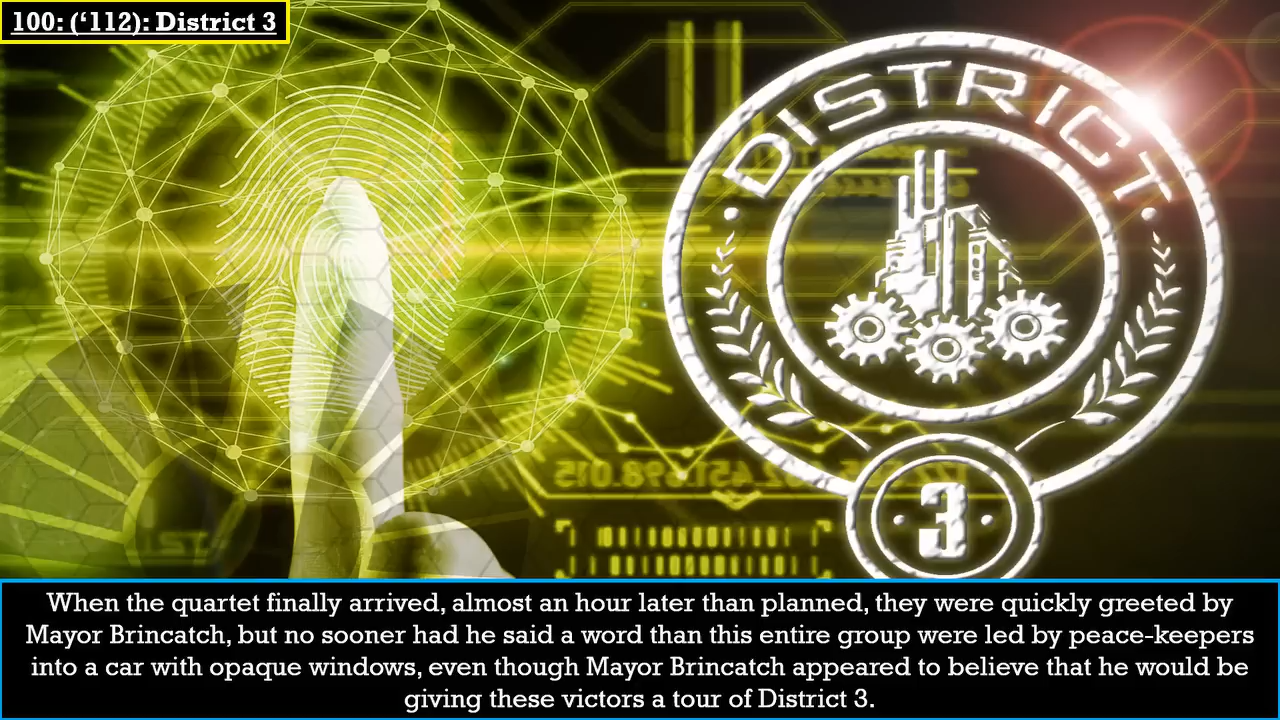 100: (‘112): District 3
DISTRICT
3
When the quartet finally arrived, almost an hour later than planned, they were quickly greeted by
Mayor Brincatch, but no sooner had he said a word than this entire group were led by peace-keepers
into a car with opaque windows, even though Mayor Brincatch appeared to believe that he would be
giving these victors a tour of District 3.